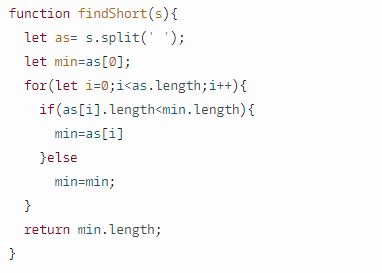 function findShort(s){
  let as= s.split(' ');
  let min=as[0];
  for(let i=0;i<as.length;i++){
    if(as[i].length<min.length){
      min=as[i]
    }else
      min=min;
  }
  return min.length;
}